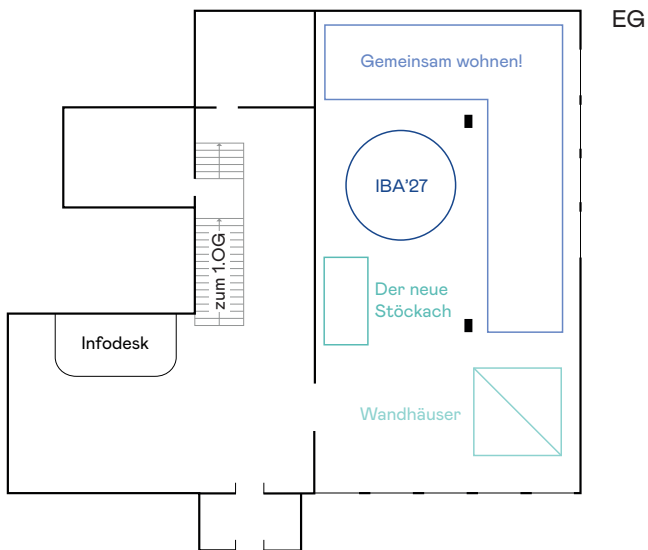 EG
Gemeinsam wohnen!
IBA’27
zum 1.OG
Der neue
Stöckach
Infodesk
Wandhäuser